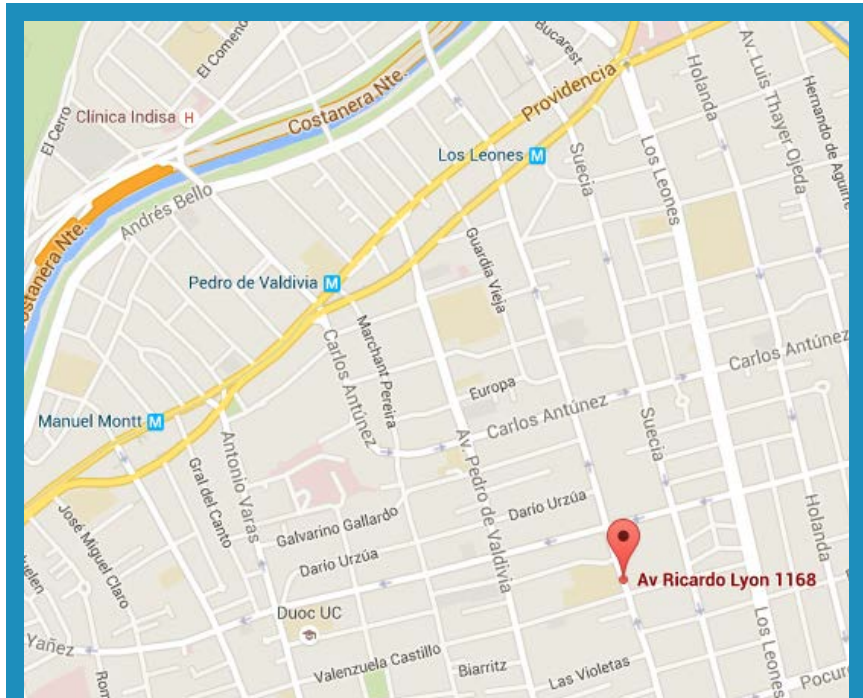 El Comeno
Bucarest
Av. Luis Thayer Ojeda
Holanda
Hernando de Aguirre
El Cerro
Clínica Indisa H
Costanera Nte.
Providencia
Los Leones M
Suecia
Los Leones
Andrés Bello
Costanera Nte.
Guardia Vieja
Pedro de Valdivia M
Marchant Pereira
Carlos Antúnez
Carlos Antúnez
Europa
Carlos Antúnez
Suecia
Manuel Montt M
Antonio Varas
Gral del Canto
Av. Pedro de Valdivia
Holanda
Darío Urzúa
José Miguel Claro
Galvarino Gallardo
Darío Urzúa
Av Ricardo Lyon 1168
Duoc UC
Yañez
Los Leones
Valenzuela Castillo
Biarritz
Las Violetas
Pocuro